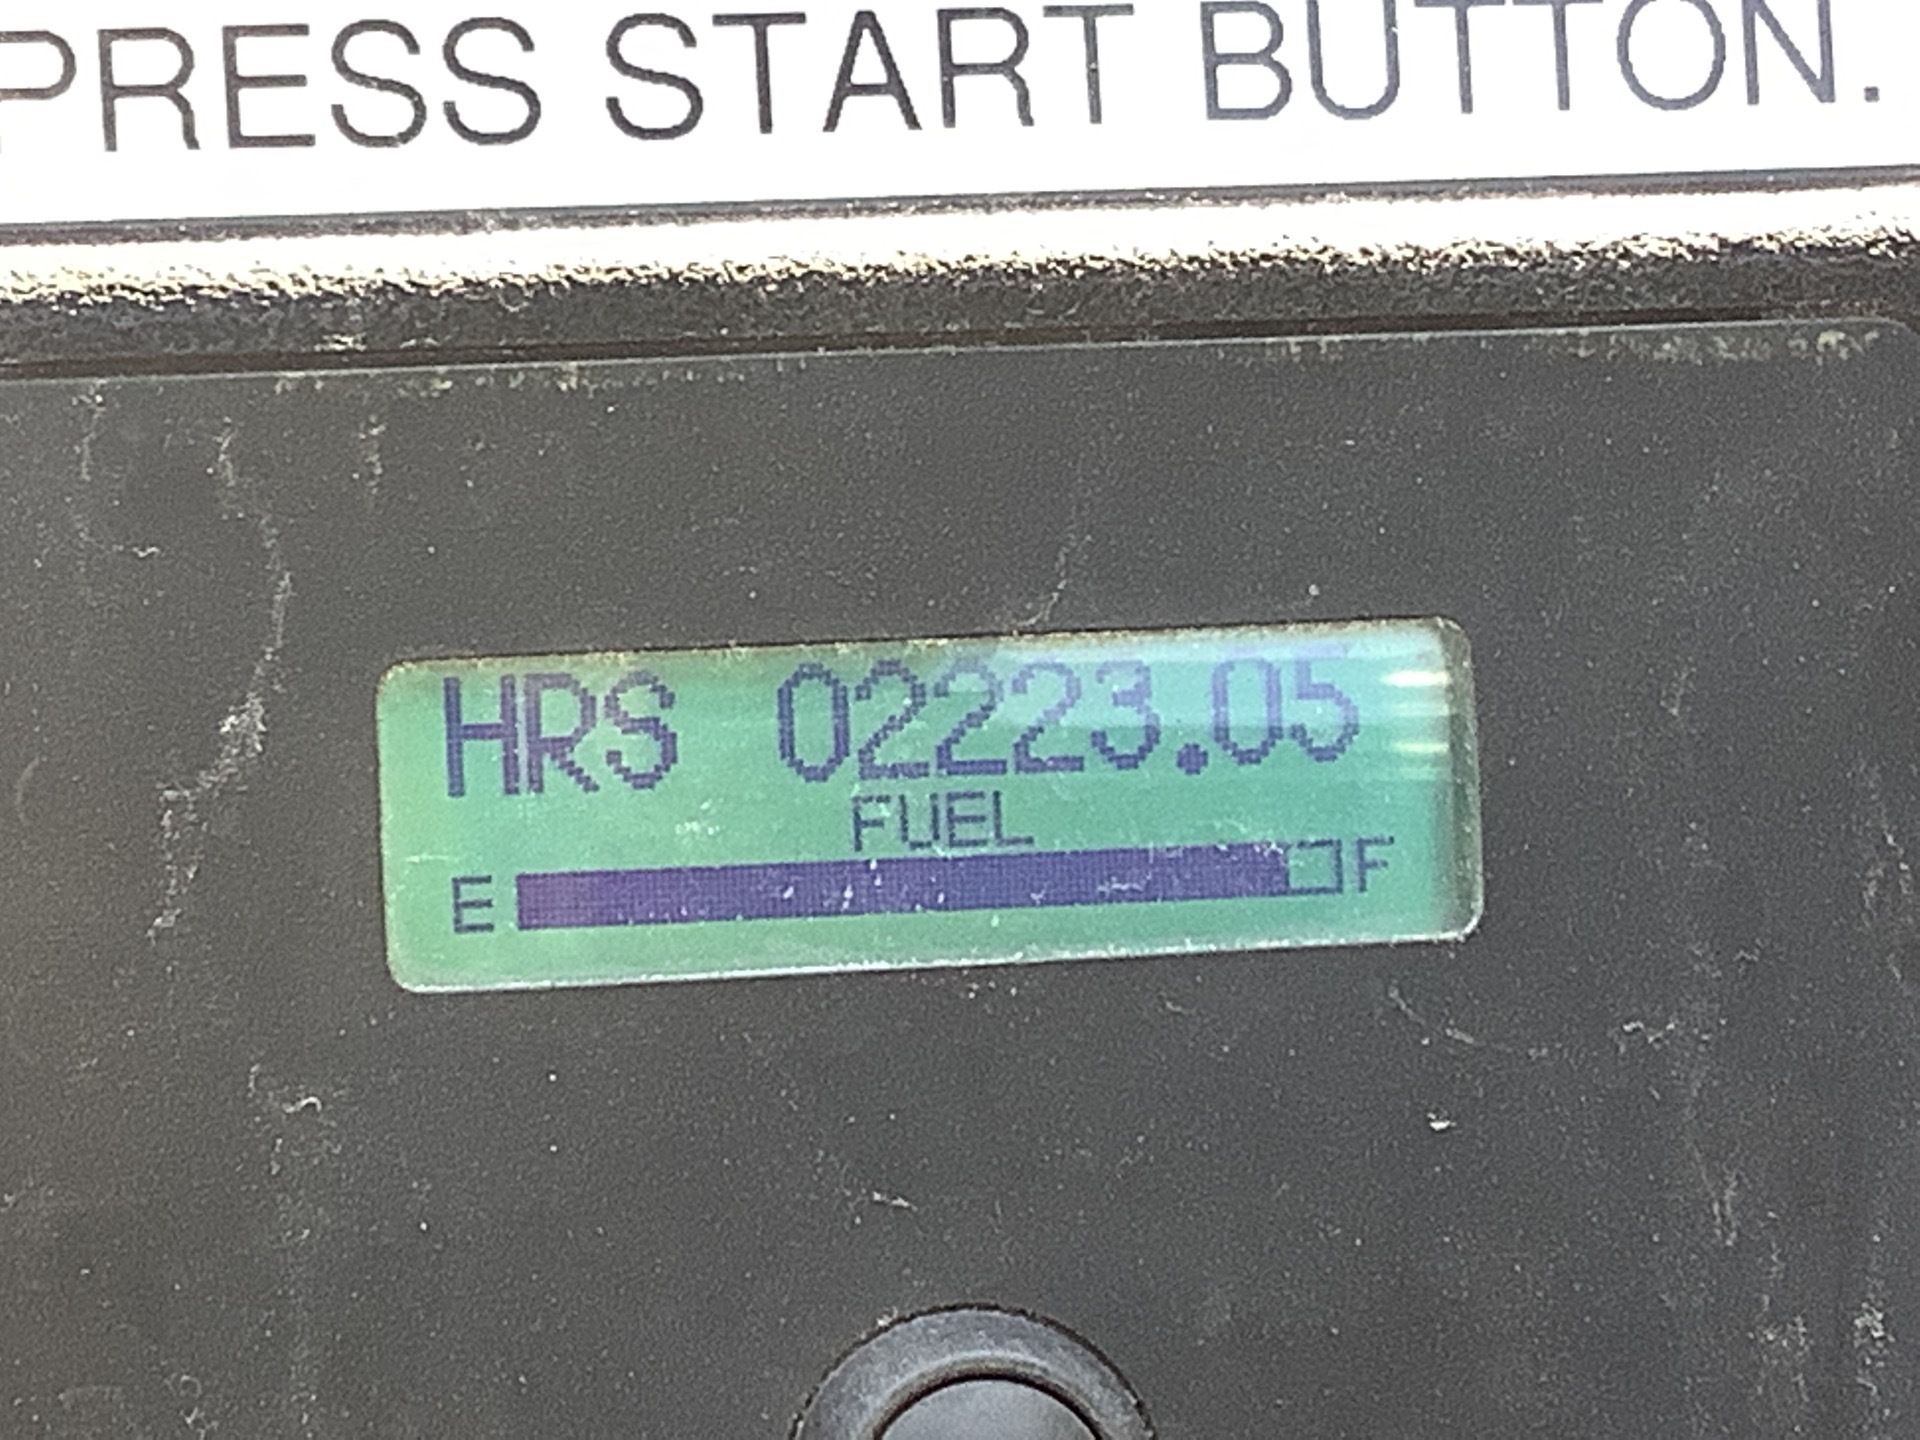 PRESS START BUTTON.
HRS 02223.05
FUEL
E F